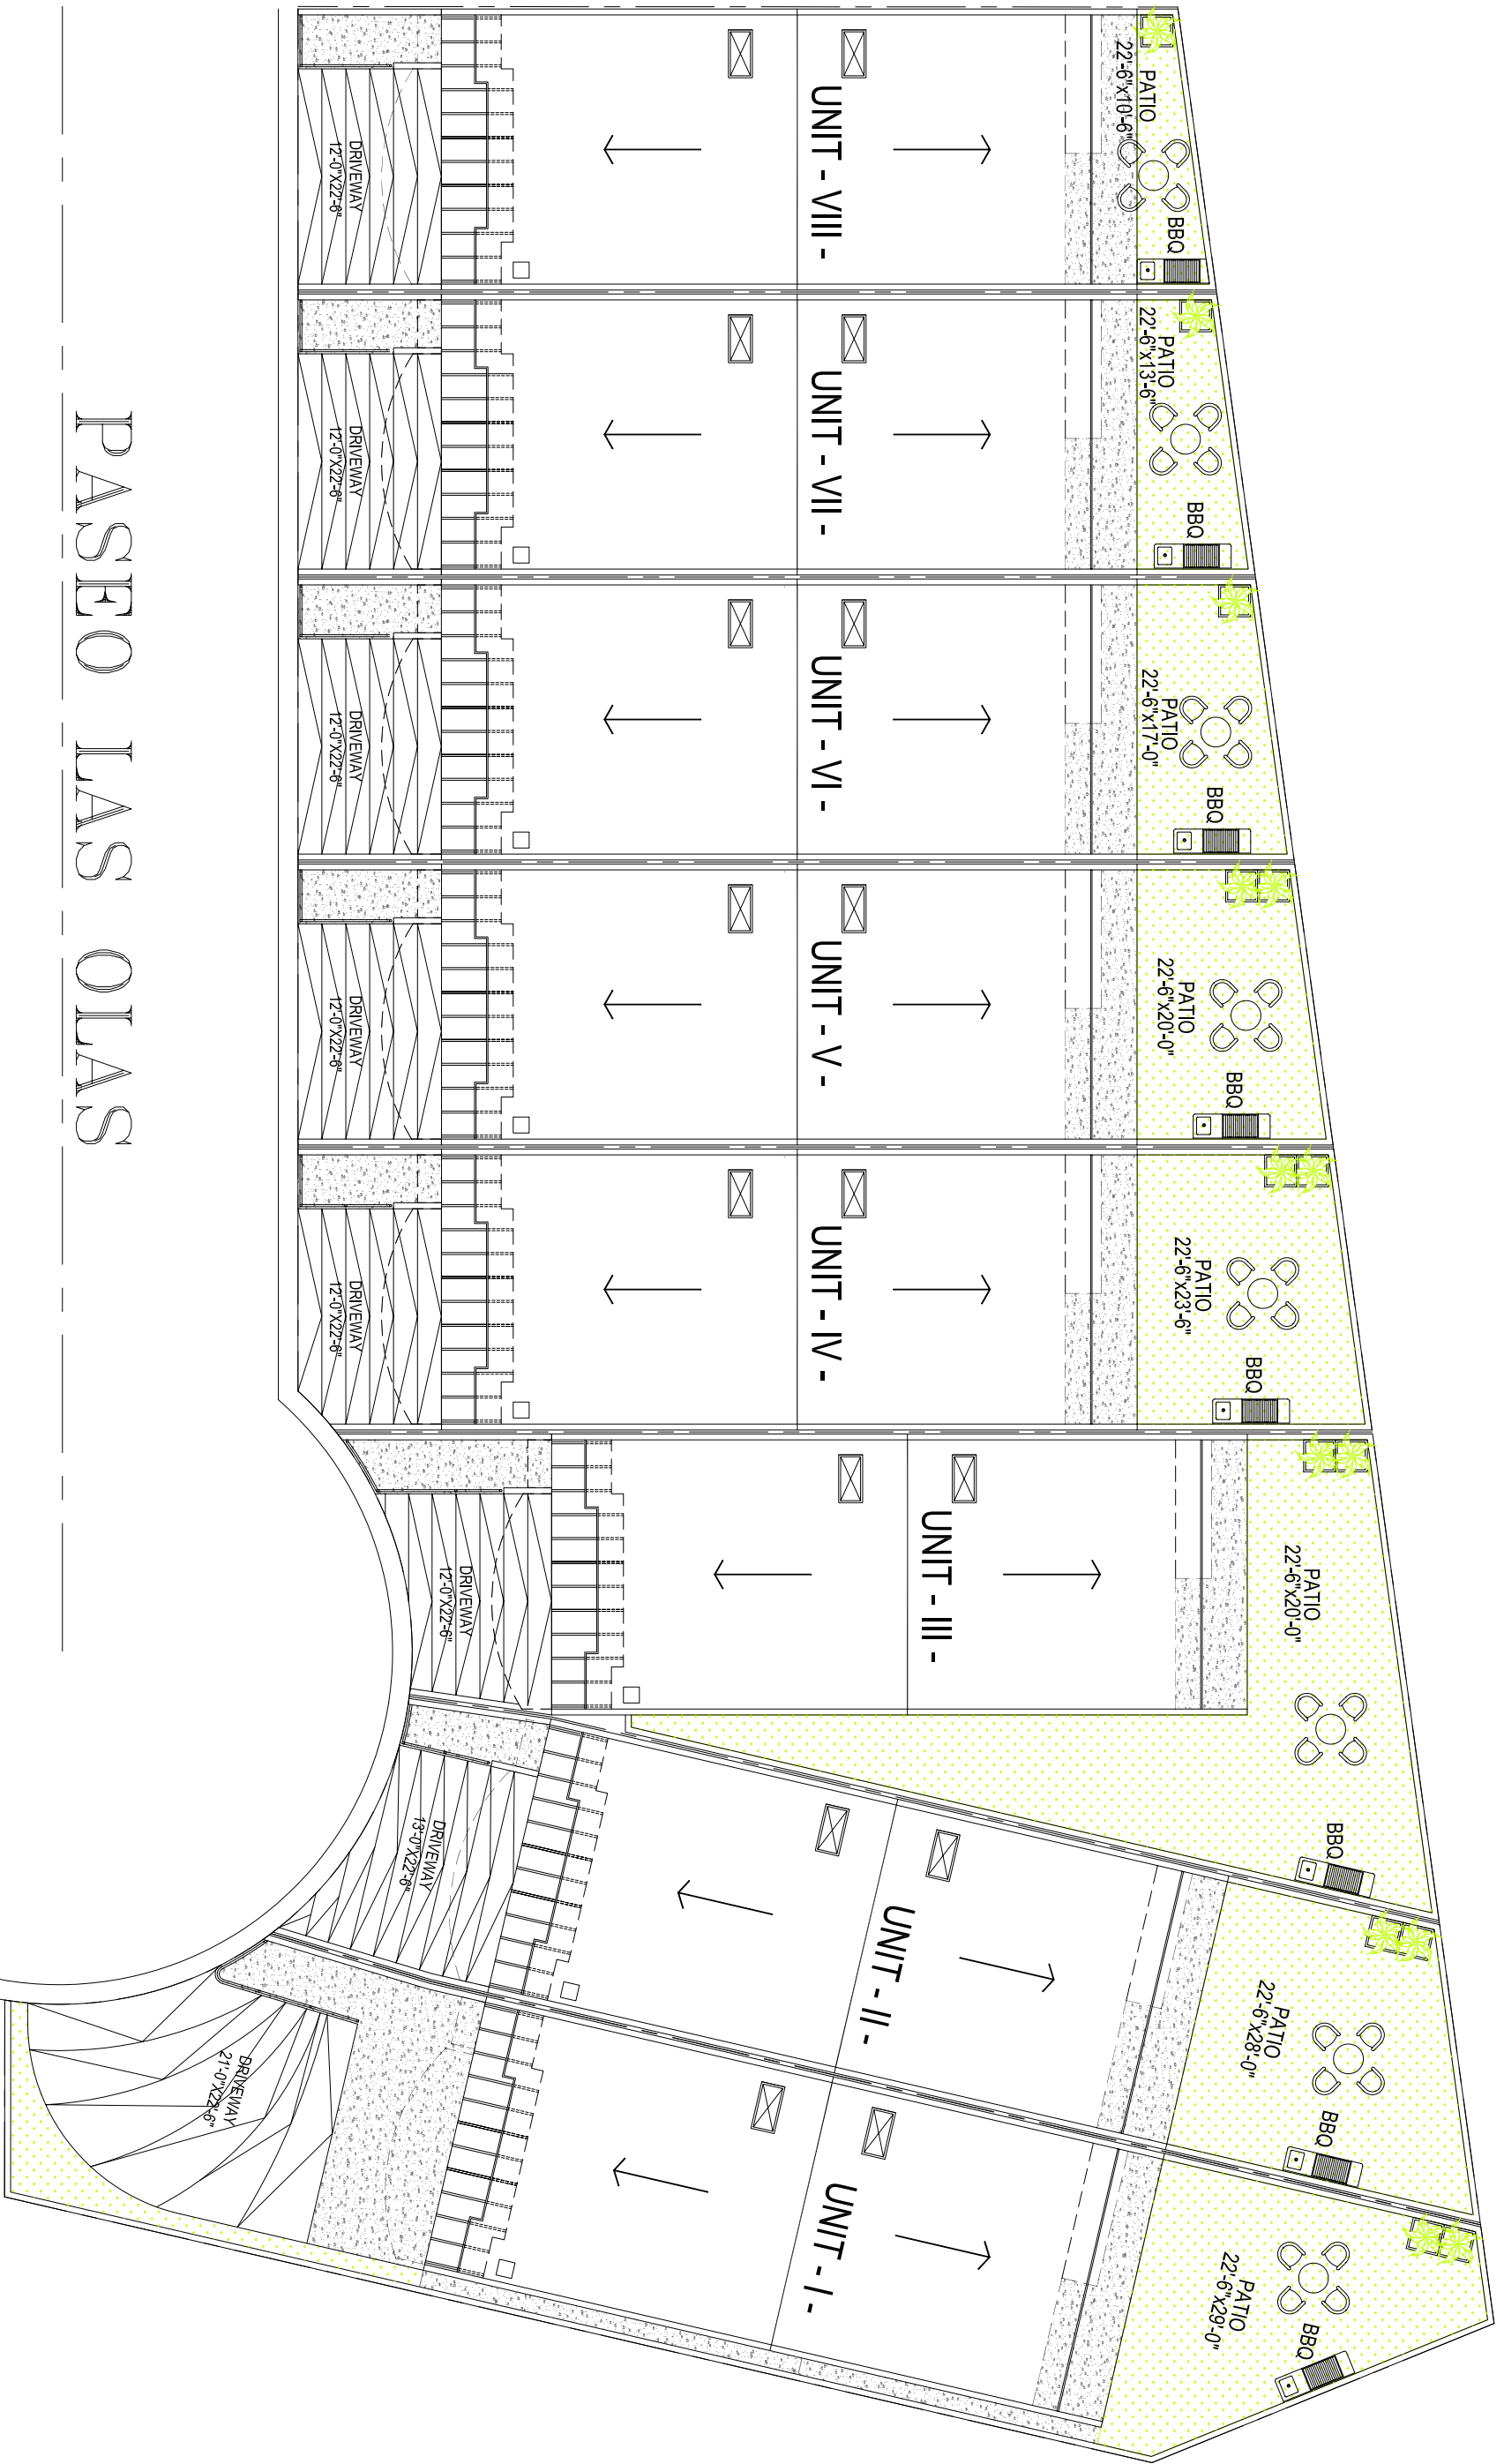 PATIO
22'-6"x10'-6"
BBQ
UNIT - VIII -
DRIVEWAY
12'-0"X22'-6"
PATIO
22'-6"x13'-6"
BBQ
UNIT - VII -
DRIVEWAY
12'-0"X22'-6"
PATIO
22'-6"x17'-0"
BBQ
UNIT - VI -
DRIVEWAY
12'-0"X22'-6"
PATIO
22'-6"x20'-0"
BBQ
UNIT - V -
DRIVEWAY
12'-0"X22'-6"
PATIO
22'-6"x23'-6"
BBQ
UNIT - IV -
DRIVEWAY
12'-0"X22'-6"
PATIO
22'-6"x20'-0"
BBQ
UNIT - III -
DRIVEWAY
12'-0"X22'-6"
PATIO
22'-6"x28'-0"
BBQ
UNIT - II -
DRIVEWAY
13'-0"X22'-6"
PATIO
22'-6"x29'-0"
BBQ
UNIT - I -
DRIVEWAY
21'-0"X22'-6"
PASEO LAS OLAS